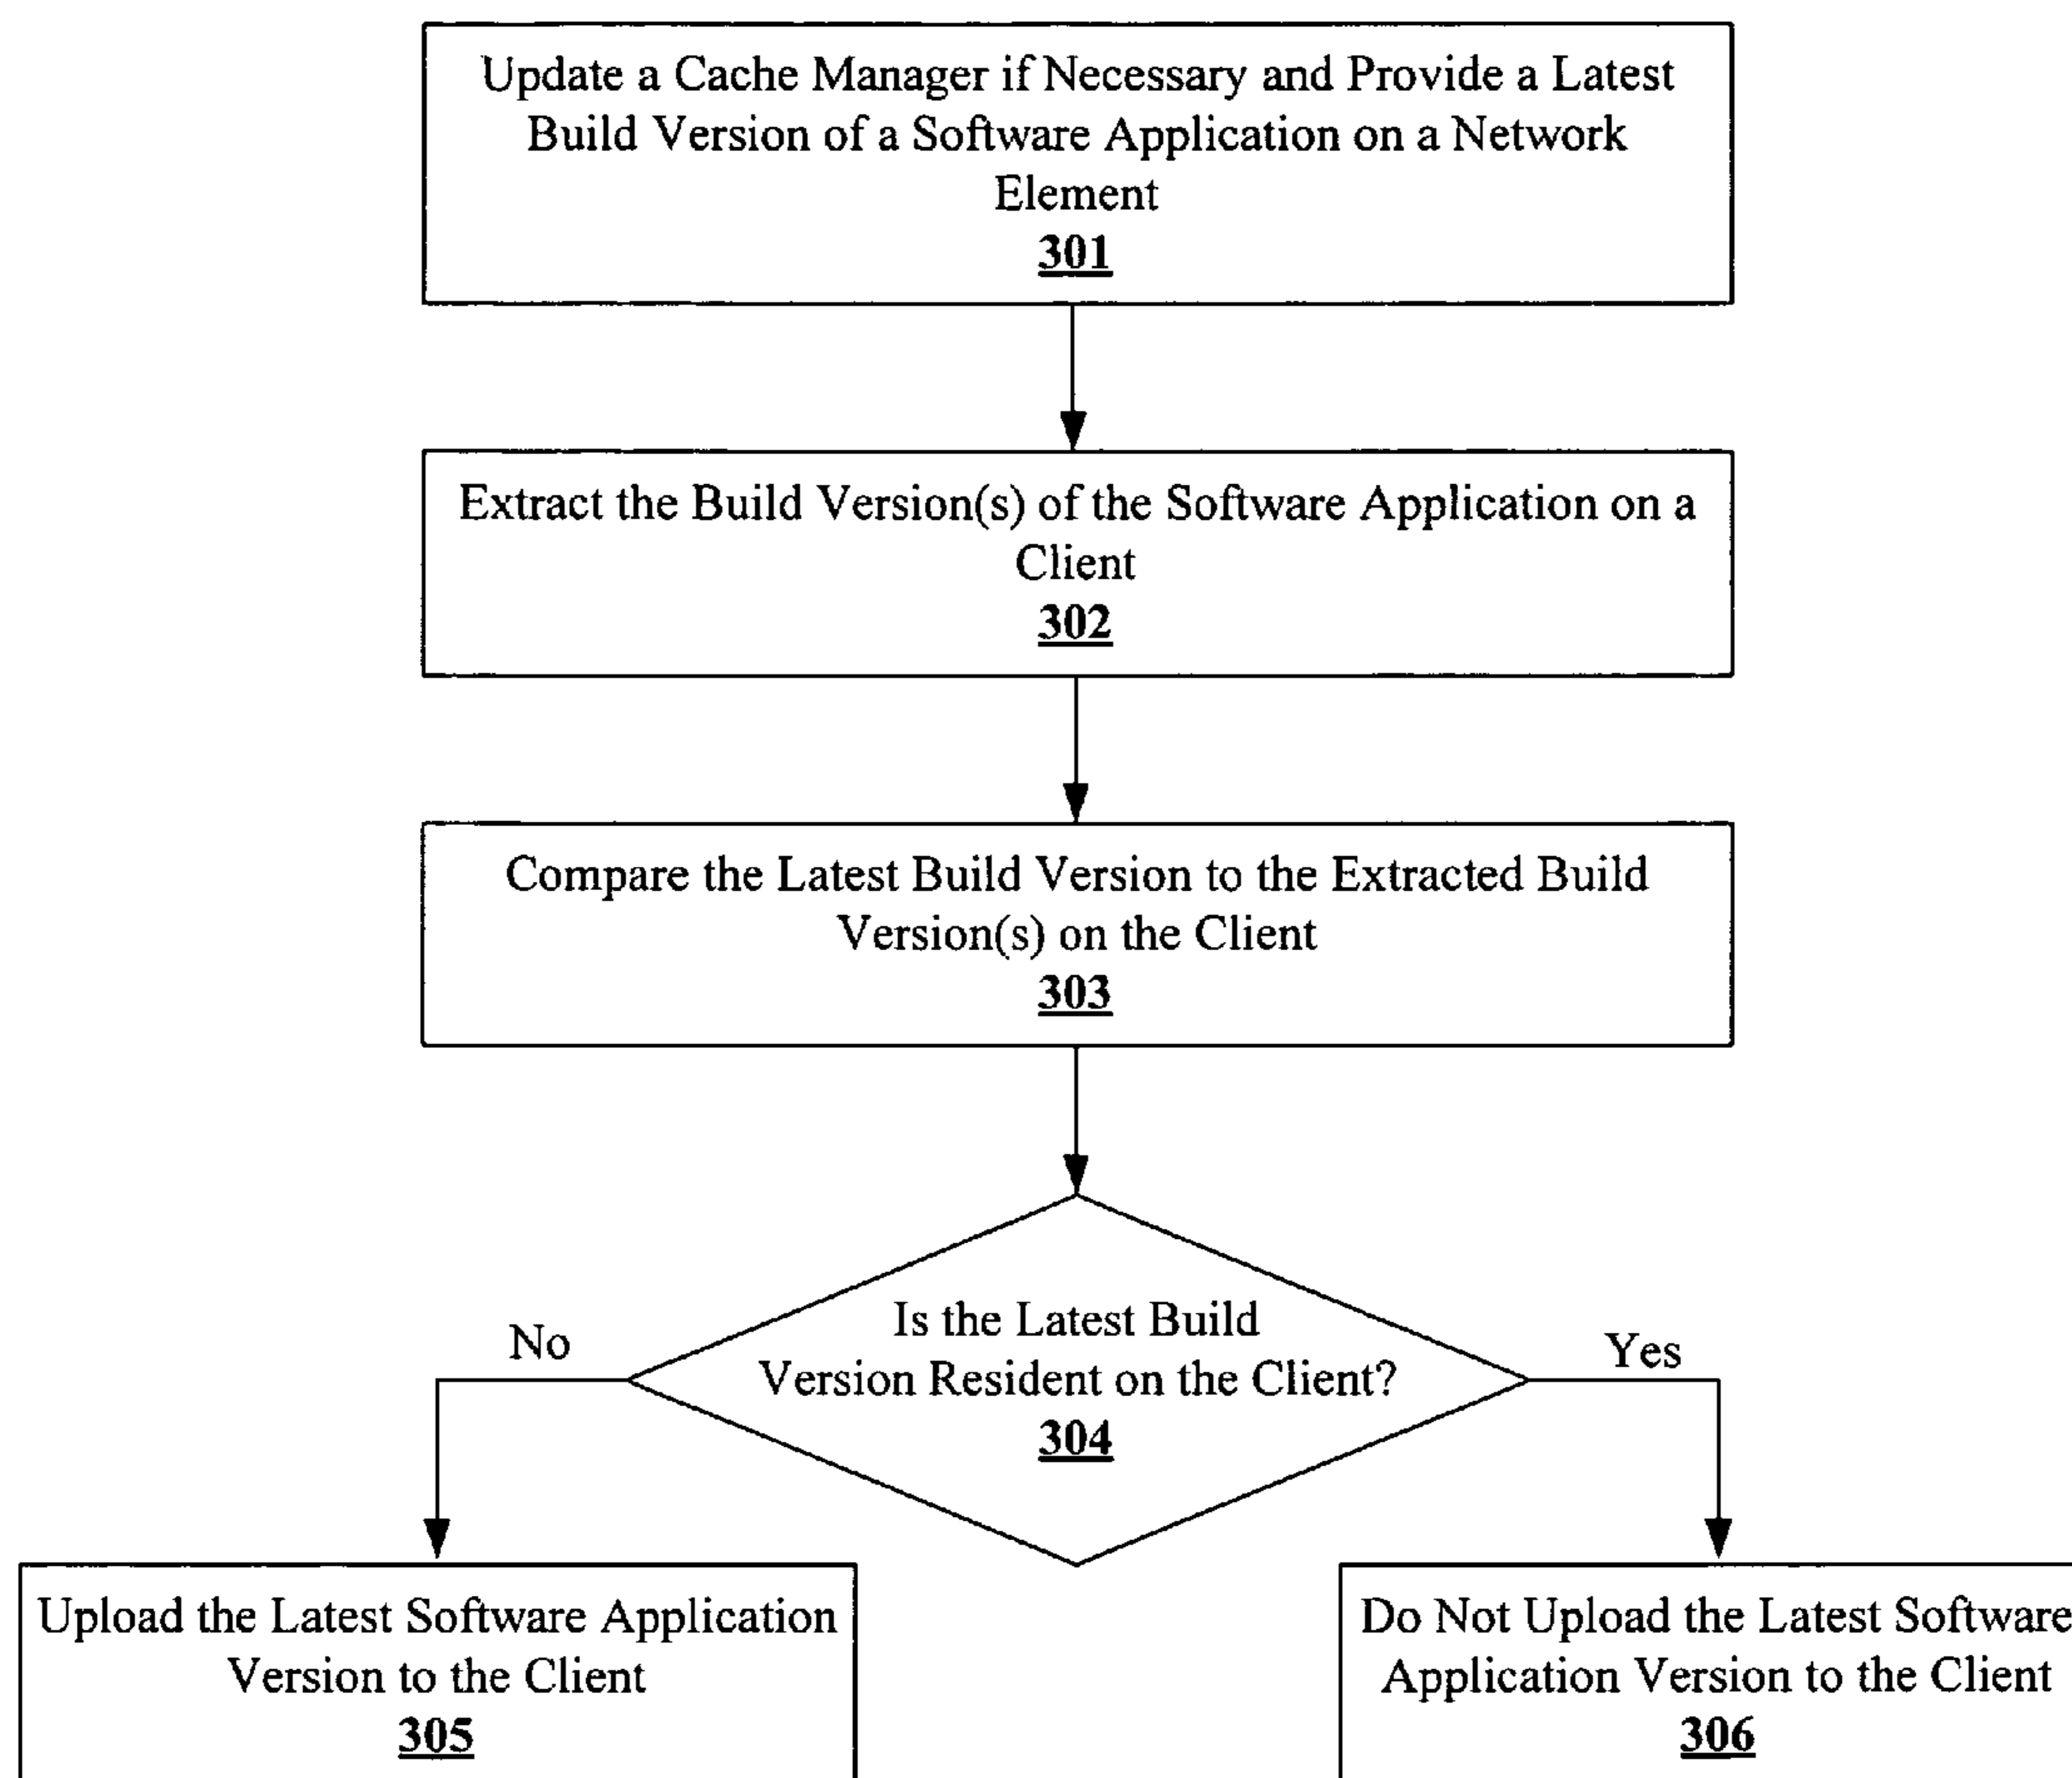 Update a Cache Manager if Necessary and Provide a Latest
Build Version of a Software Application on a Network
Element
301
Extract the Build Version(s) of the Software Application on a
Client
302
Compare the Latest Build Version to the Extracted Build
Version(s) on the Client
303
Is the Latest Build
Version Resident on the Client?
304
No
Yes
Upload the Latest Software Application
Version to the Client
305
Do Not Upload the Latest Software
Application Version to the Client
306